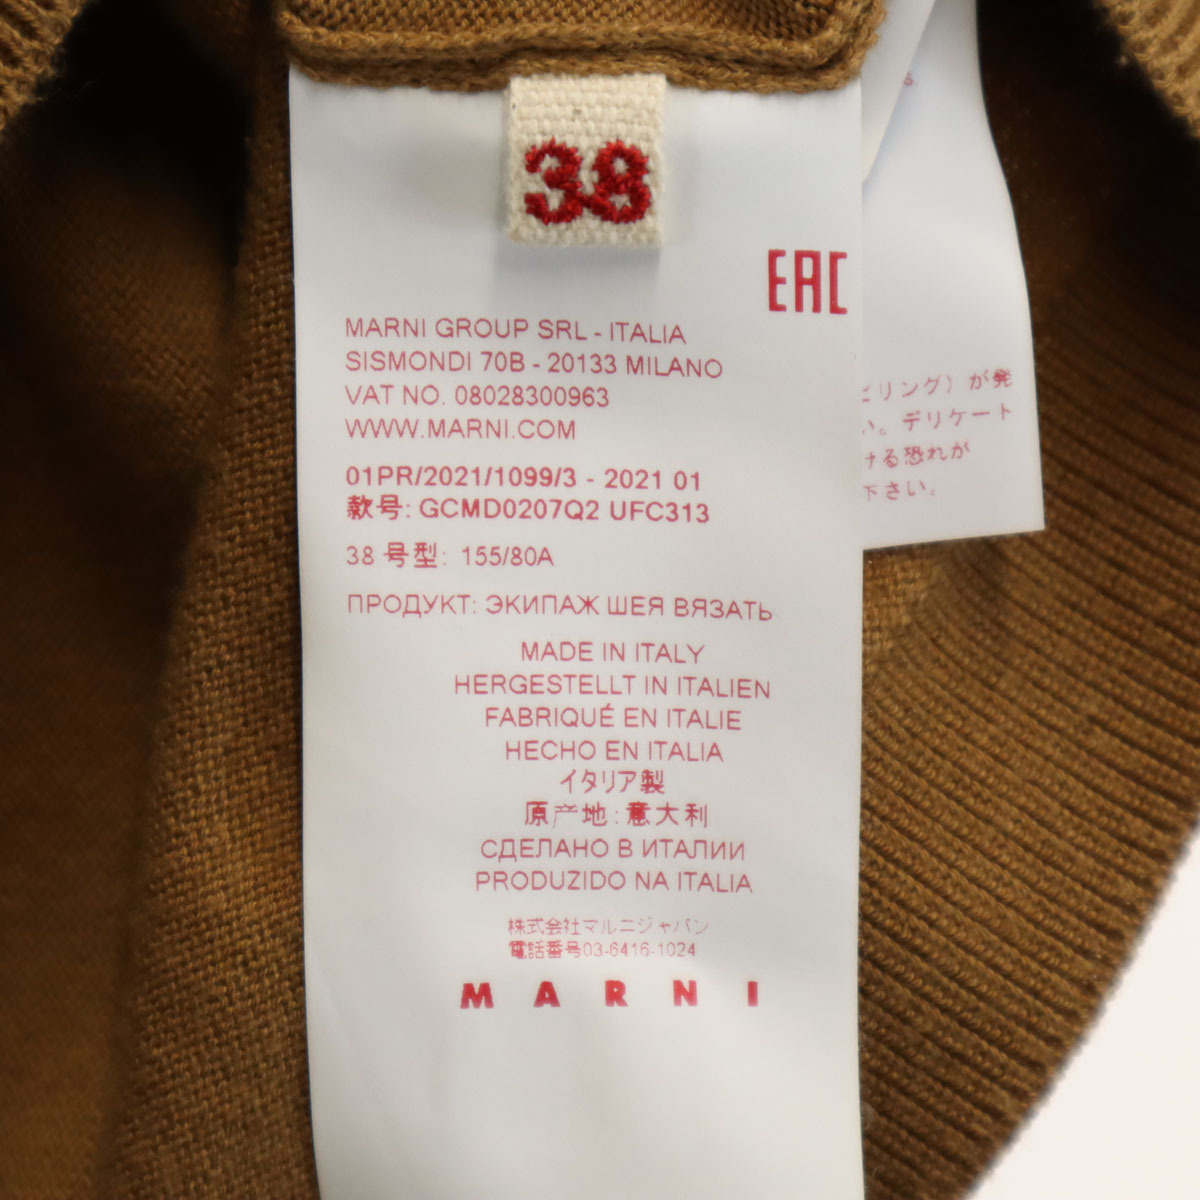 38
EAC
MARNI GROUP SRL - ITALIA
SISMONDI 70B - 20133 MILANO
VAT NO. 08028300963
WWW.MARNI.COM
01PR/2021/1099/3 - 2021 01
款号: GCMD0207Q2 UFC313
38 号型: 155/80A
ПРОДУКТ: ЭКИПАЖ ШЕЯ ВЯЗАТЬ
MADE IN ITALY
HERGESTELLT IN ITALIEN
FABRIQUÉ EN ITALIE
HECHO EN ITALIA
イタリア製
原产地: 意大利
СДЕЛАНО В ИТАЛИИ
PRODUZIDO NA ITALIA
株式会社マルニジャパン
電話番号03-6416-1024
MARNI
リング）が発
い。デリケート
ける恐れが
下さい。